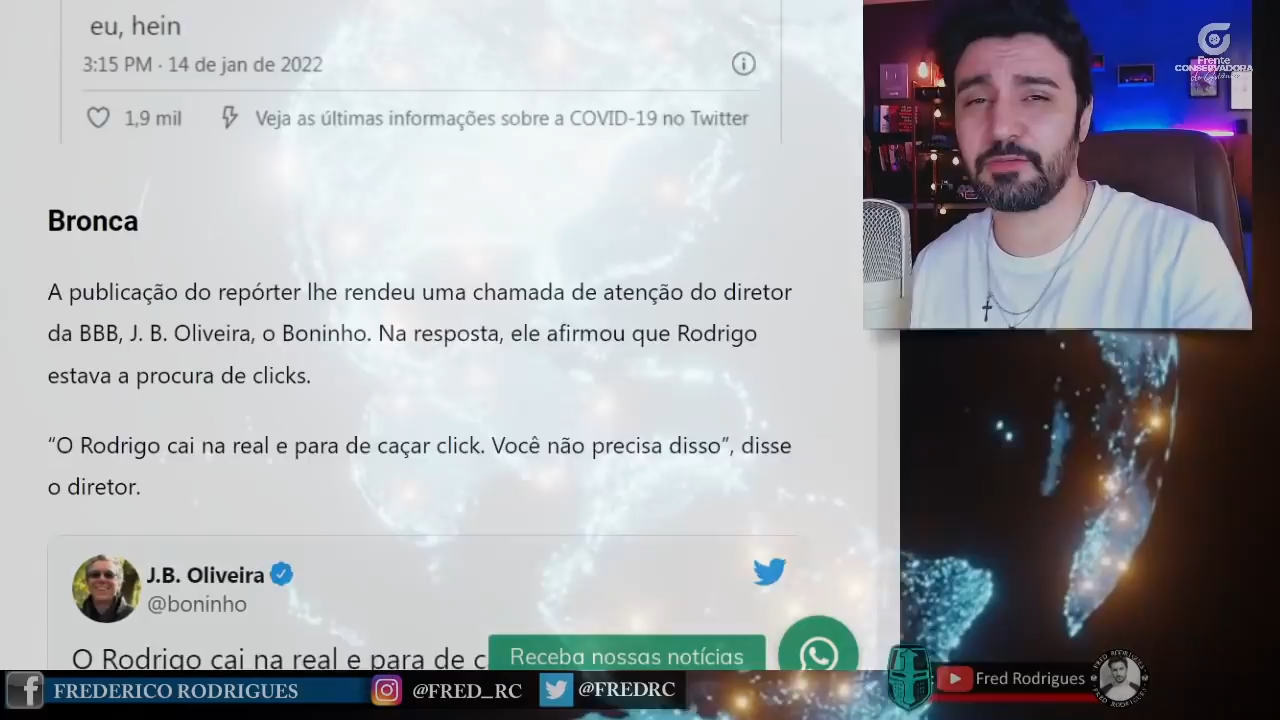 eu, hein
3:15 PM · 14 de jan de 2022
1,9 mil
Veja as últimas informações sobre a COVID-19 no Twitter
Frente
CONSERVADORA
Bronca
A publicação do repórter lhe rendeu uma chamada de atenção do diretor
da BBB, J. B. Oliveira, o Boninho. Na resposta, ele afirmou que Rodrigo
estava a procura de clicks.
“O Rodrigo cai na real e para de caçar click. Você não precisa disso”, disse
o diretor.
J.B. Oliveira
@boninho
O Rodrigo cai na real e para de c
Receba nossas notícias
FREDERICO RODRIGUES
@FRED_RC
@FREDRC
Fred Rodrigues
FRED RODRIGUES